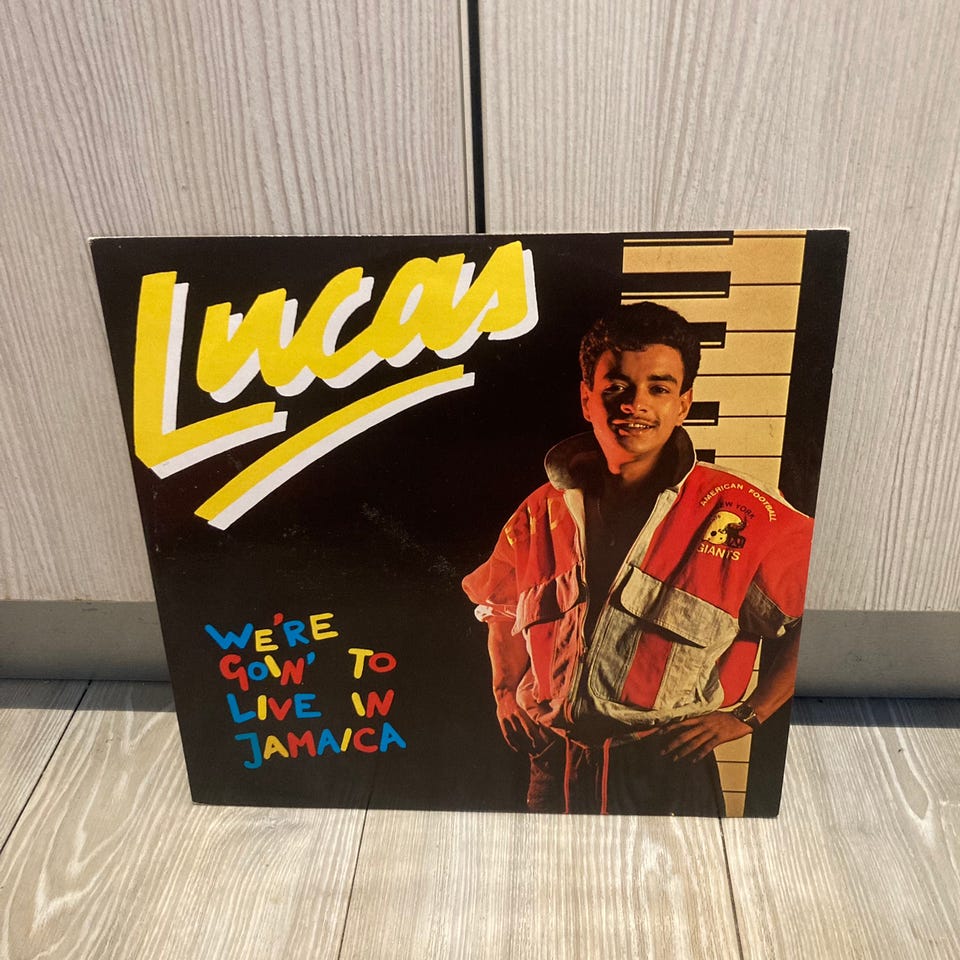 Lucas
WE'RE
GOIN' TO
LIVE IN
JAMAICA
AMERICAN FOOTBALL
NEW YORK
GIANTS